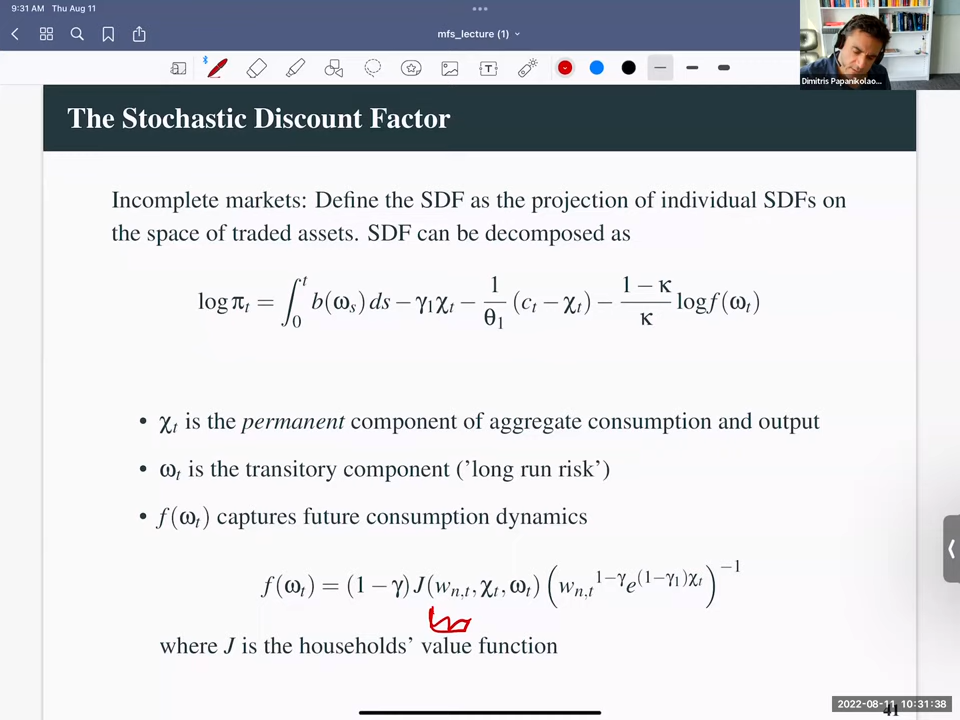 9:31 AM Thu Aug 11
mfs_lecture (1)
Dimitris Papanikolao...
The Stochastic Discount Factor
Incomplete markets: Define the SDF as the projection of individual SDFs on
the space of traded assets. SDF can be decomposed as
log π_t = ∫_0^t b(ω_s) ds − γ_1 χ_t − 1/θ_1 (c_t − χ_t) − (1 − κ)/κ log f(ω_t)
• χ_t is the permanent component of aggregate consumption and output
• ω_t is the transitory component ('long run risk')
• f(ω_t) captures future consumption dynamics
f(ω_t) = (1 − γ) J(w_{n,t}, χ_t, ω_t) (w_{n,t}^{1−γ} e^{(1−γ_1)χ_t})^{−1}
where J is the households' value function
2022-08-11 10:31:38
41